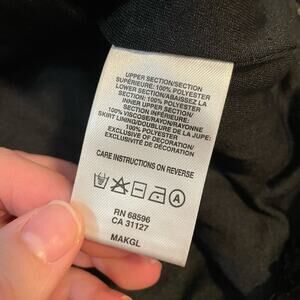 UPPER SECTION/SECTION
SUPÉRIEURE: 100% POLYESTER
LOWER SECTION/ABAISSEZ LA
SECTION: 100% POLYESTER
INNER UPPER SECTION/
SECTION INFÉRIEURE:
100% VISCOSE/RAYON/RAYONNE
SKIRT LINING/DOUBLURE DE LA JUPE:
100% POLYESTER
EXCLUSIVE OF DECORATION/
EXCLUSIF DE DÉCORATION
CARE INSTRUCTIONS ON REVERSE
A
RN 68596
CA 31127
MAKGL